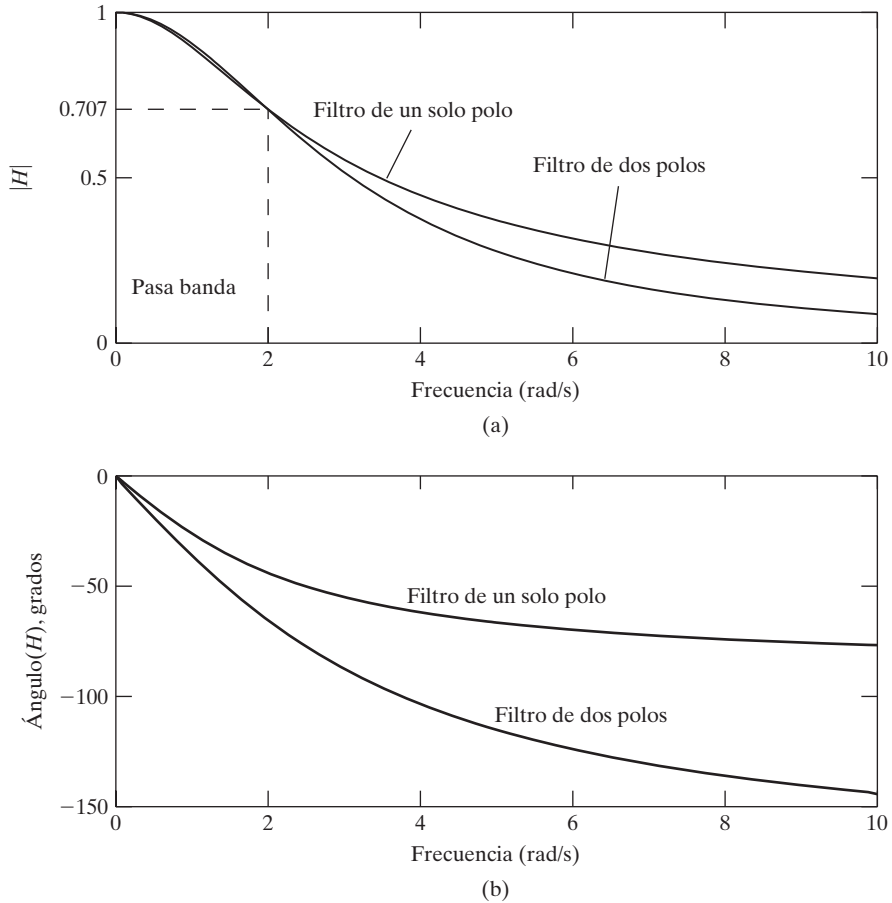 1
0.707
0.5
0
|H|
Filtro de un solo polo
Filtro de dos polos
Pasa banda
0 2 4 6 8 10
Frecuencia (rad/s)
(a)
0
−50
−100
−150
Ángulo(H), grados
Filtro de un solo polo
Filtro de dos polos
0 2 4 6 8 10
Frecuencia (rad/s)
(b)